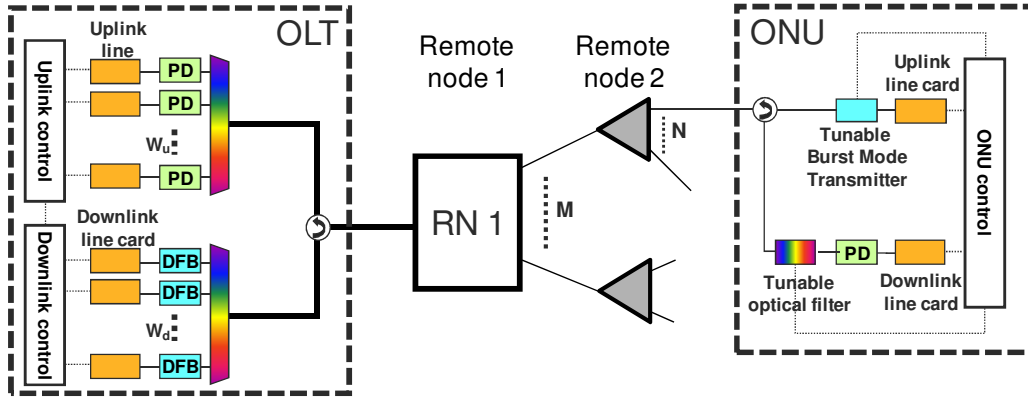 OLT
Uplink
line
Uplink control
PD
PD
Wu
PD
Downlink
line card
Downlink control
DFB
DFB
Wd
DFB
Remote
node 1
Remote
node 2
RN 1
M
N
ONU
Uplink
line card
Tunable
Burst Mode
Transmitter
ONU control
PD
Tunable
optical filter
Downlink
line card